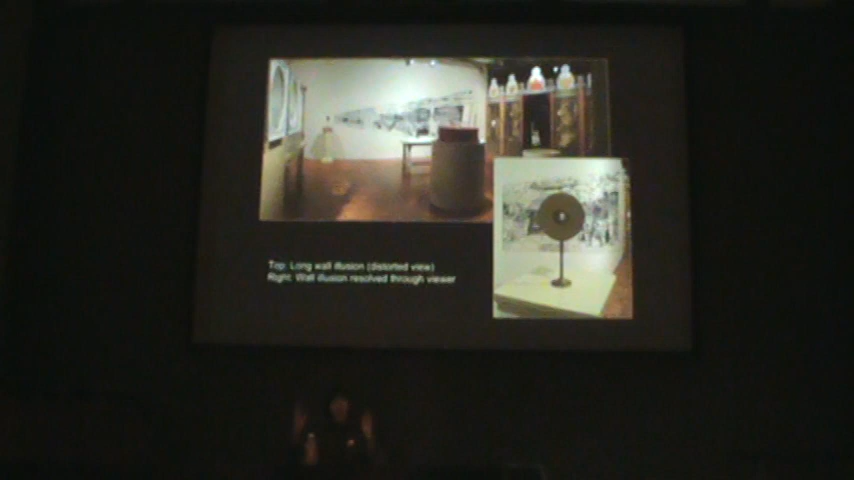 Top: Long wall illusion (distorted view)
Right: Wall illusion resolved through viewer